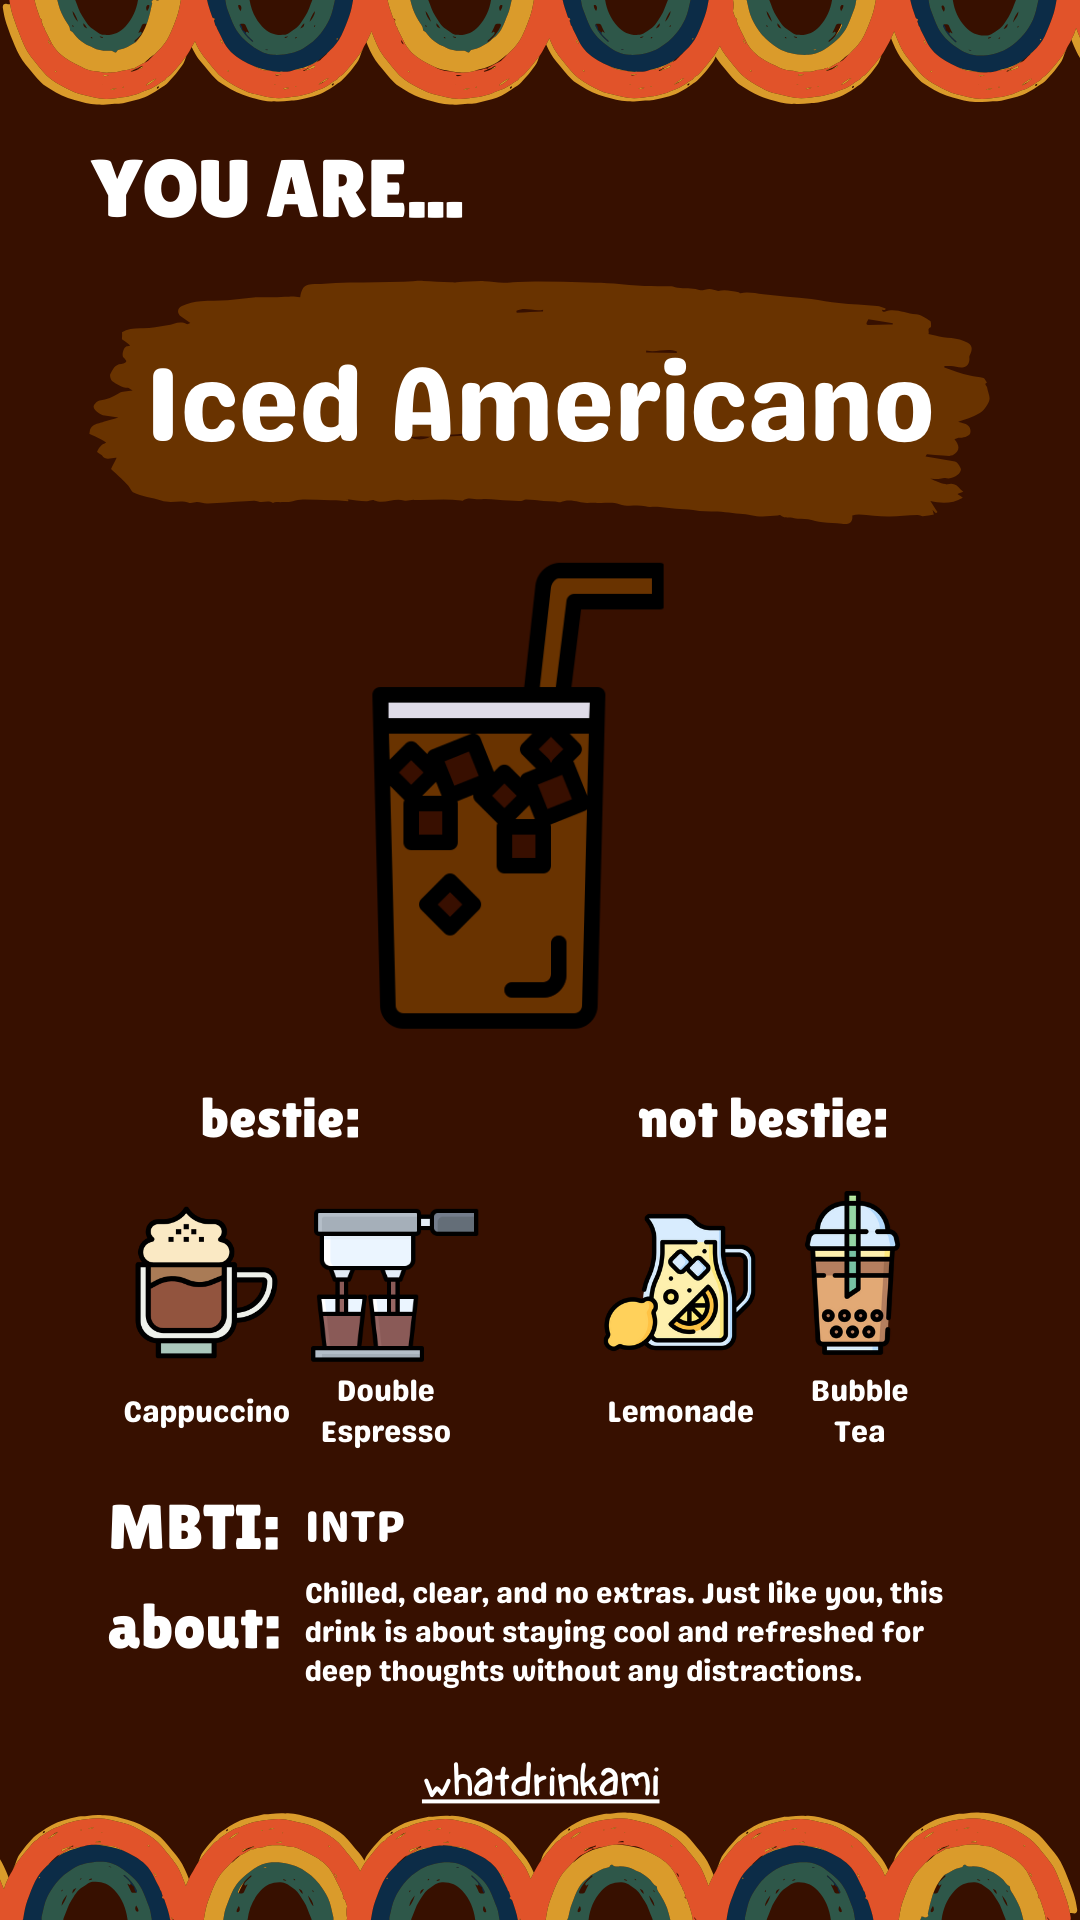 YOU ARE...
Iced Americano
bestie:
not bestie:
Cappuccino
Double
Espresso
Lemonade
Bubble
Tea
MBTI: INTP
about:
Chilled, clear, and no extras. Just like you, this
drink is about staying cool and refreshed for
deep thoughts without any distractions.
whatdrinkami